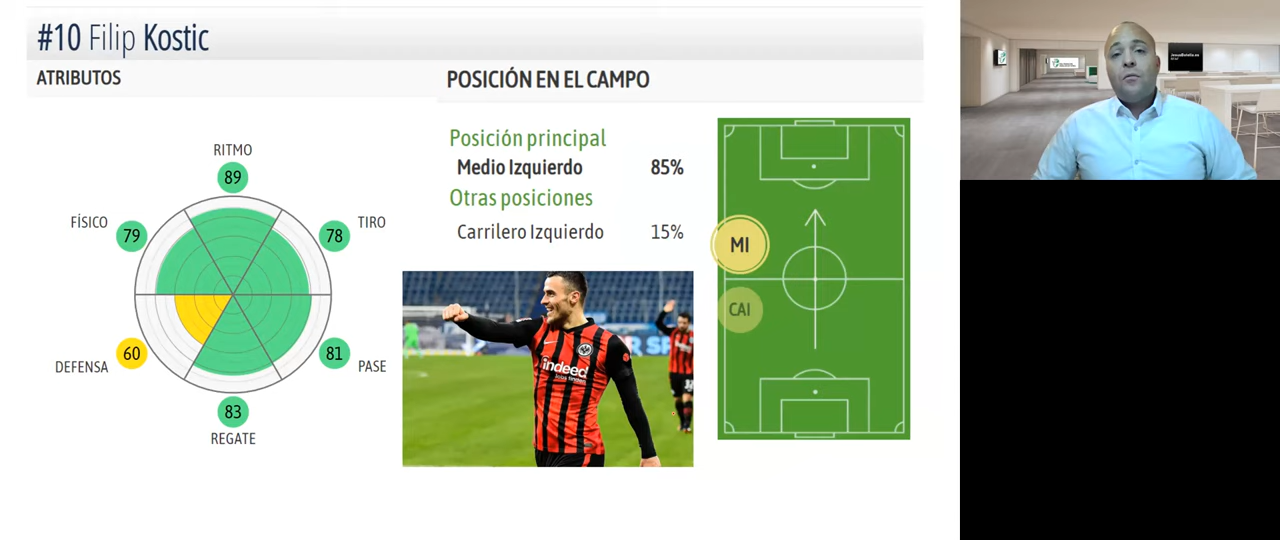 #10 Filip Kostic
ATRIBUTOS
POSICIÓN EN EL CAMPO
RITMO
89
FÍSICO
79
TIRO
78
DEFENSA
60
PASE
81
83
REGATE
Posición principal
Medio Izquierdo 85%
Otras posiciones
Carrilero Izquierdo 15%
MI
CAI
indeed